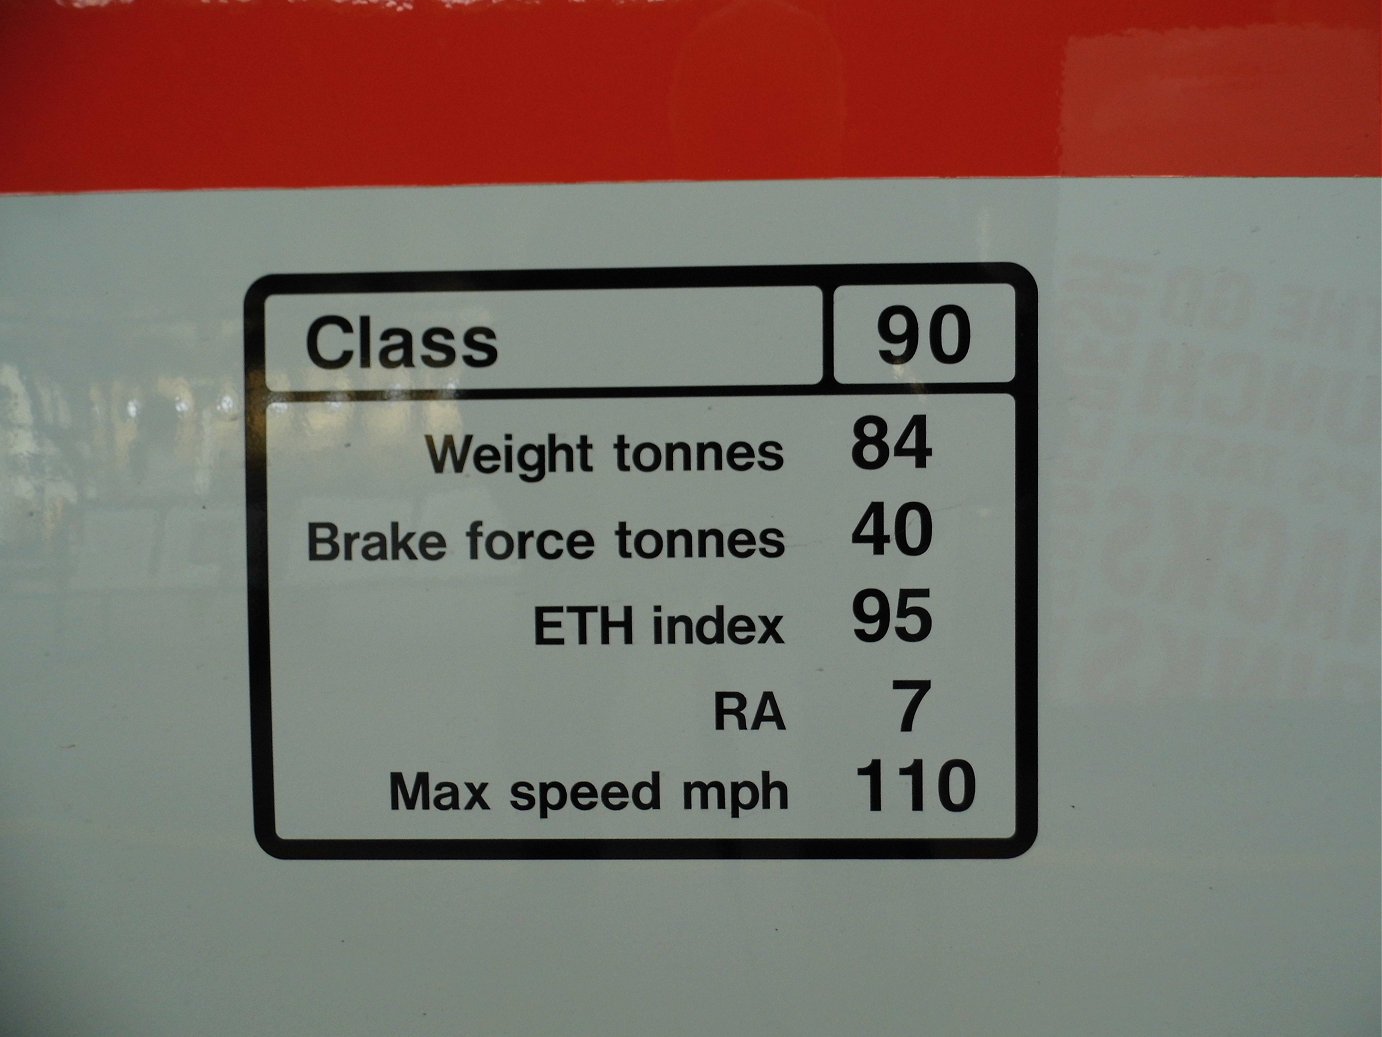 Class 90
Weight tonnes 84
Brake force tonnes 40
ETH index 95
RA 7
Max speed mph 110